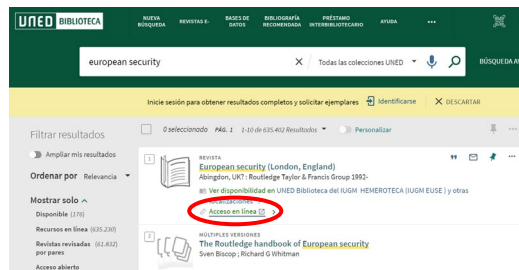 UNED BIBLIOTECA
NUEVA BÚSQUEDA
REVISTAS E-
BASES DE DATOS
BIBLIOGRAFÍA RECOMENDADA
PRÉSTAMO INTERBIBLIOTECARIO
AYUDA
...
european security
Todas las colecciones UNED
BÚSQUEDA AV
Inicie sesión para obtener resultados completos y solicitar ejemplares
Identificarse
DESCARTAR
Filtrar resultados
Ampliar mis resultados
Ordenar por Relevancia
Mostrar solo
Disponible (176)
Recursos en línea (635.230)
Revistas revisadas (61.832) por pares
Acceso abierto
0 seleccionado PÁG. 1 1-10 de 635.402 Resultados Personalizar
...
1
REVISTA
European security (London, England)
Abingdon, UK? : Routledge Taylor & Francis Group 1992-
Ver disponibilidad en UNED Biblioteca del IUGM HEMEROTECA (IUGM EUSE ) y otras
localizaciones
Acceso en línea
...
2
MÚLTIPLES VERSIONES
The Routledge handbook of European security
Sven Biscop ; Richard G Whitman